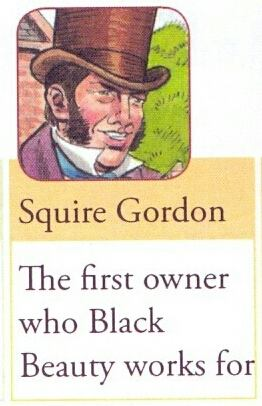 Squire Gordon
The first owner
who Black
Beauty works for